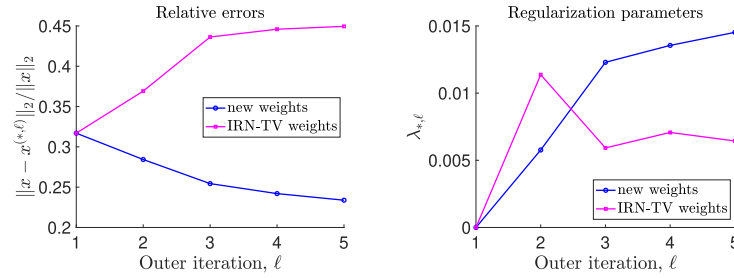 Relative errors
‖x − x^(*,ℓ)‖₂/‖x‖₂
0.45
0.4
0.35
0.3
0.25
0.2
new weights
IRN-TV weights
1 2 3 4 5
Outer iteration, ℓ
Regularization parameters
λ_{*,ℓ}
0.015
0.01
0.005
0
new weights
IRN-TV weights
1 2 3 4 5
Outer iteration, ℓ